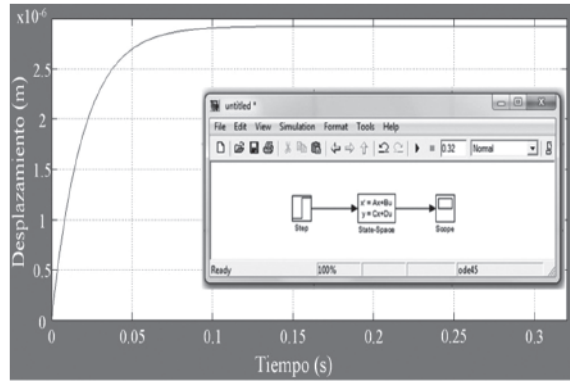 x10-6
2.5
2
1.5
1
0.5
0
0
0.05
0.1
0.15
0.2
0.25
0.3
Desplazamiento (m)
Tiempo (s)
untitled *
File Edit View Simulation Format Tools Help
0.32 Normal
Step
x' = Ax+Bu
y = Cx+Du
State-Space
Scope
Ready 100% ode45